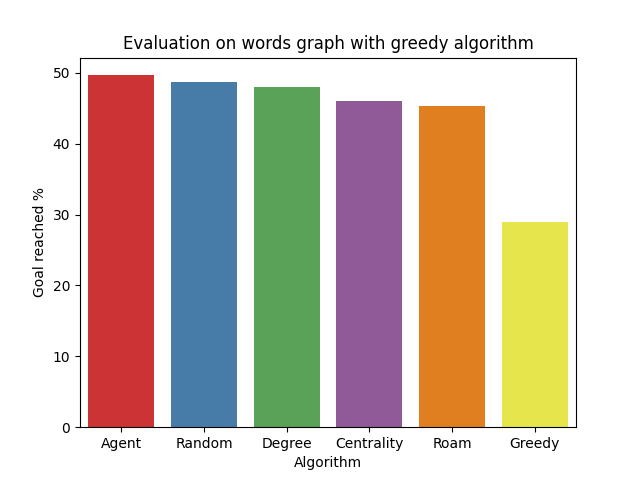 Evaluation on words graph with greedy algorithm
50
40
30
20
10
0
Goal reached %
Agent Random Degree Centrality Roam Greedy
Algorithm